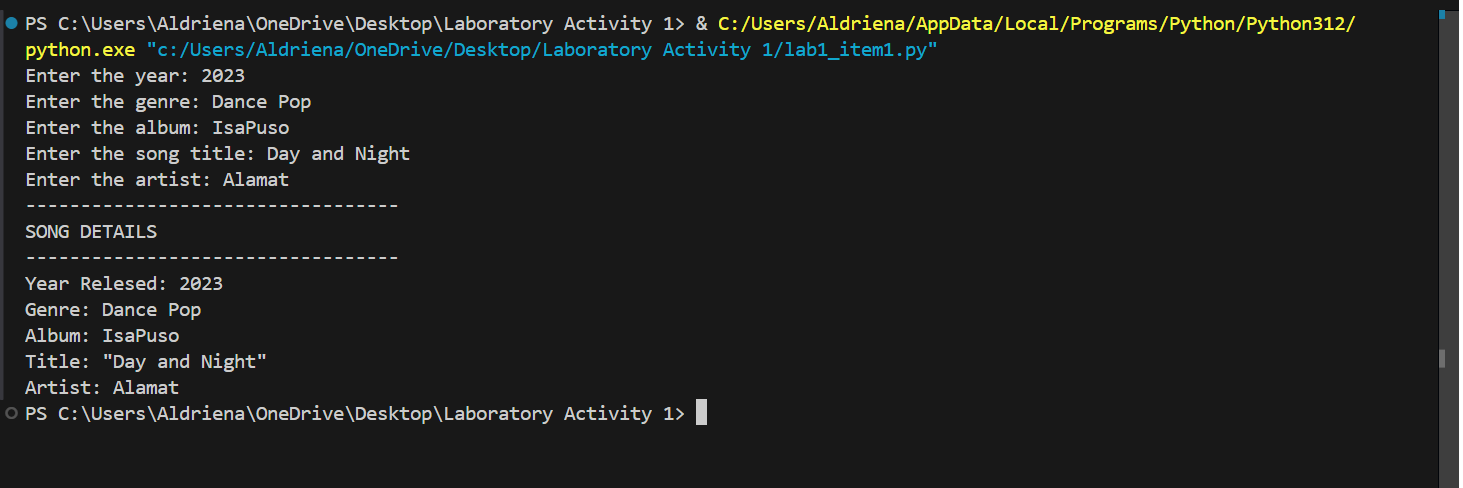 PS C:\Users\Aldriena\OneDrive\Desktop\Laboratory Activity 1> & C:/Users/Aldriena/AppData/Local/Programs/Python/Python312/
python.exe "c:/Users/Aldriena/OneDrive/Desktop/Laboratory Activity 1/lab1_item1.py"
Enter the year: 2023
Enter the genre: Dance Pop
Enter the album: IsaPuso
Enter the song title: Day and Night
Enter the artist: Alamat
----------------------------------
SONG DETAILS
----------------------------------
Year Relesed: 2023
Genre: Dance Pop
Album: IsaPuso
Title: "Day and Night"
Artist: Alamat
PS C:\Users\Aldriena\OneDrive\Desktop\Laboratory Activity 1>